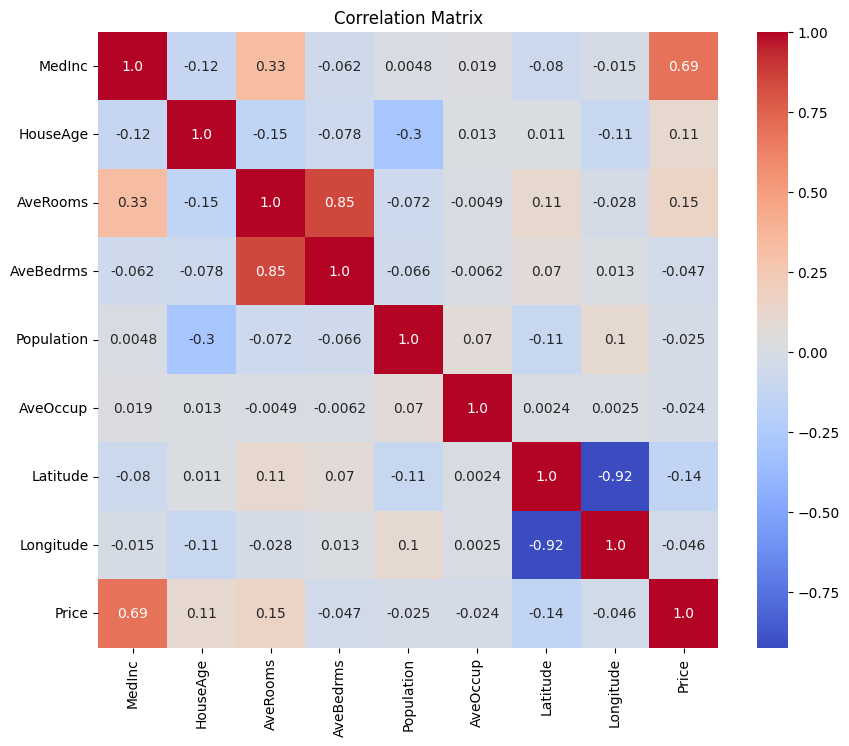 Correlation Matrix
MedInc 1.0 -0.12 0.33 -0.062 0.0048 0.019 -0.08 -0.015 0.69
HouseAge -0.12 1.0 -0.15 -0.078 -0.3 0.013 0.011 -0.11 0.11
AveRooms 0.33 -0.15 1.0 0.85 -0.072 -0.0049 0.11 -0.028 0.15
AveBedrms -0.062 -0.078 0.85 1.0 -0.066 -0.0062 0.07 0.013 -0.047
Population 0.0048 -0.3 -0.072 -0.066 1.0 0.07 -0.11 0.1 -0.025
AveOccup 0.019 0.013 -0.0049 -0.0062 0.07 1.0 0.0024 0.0025 -0.024
Latitude -0.08 0.011 0.11 0.07 -0.11 0.0024 1.0 -0.92 -0.14
Longitude -0.015 -0.11 -0.028 0.013 0.1 0.0025 -0.92 1.0 -0.046
Price 0.69 0.11 0.15 -0.047 -0.025 -0.024 -0.14 -0.046 1.0
MedInc HouseAge AveRooms AveBedrms Population AveOccup Latitude Longitude Price
1.00
0.75
0.50
0.25
0.00
−0.25
−0.50
−0.75